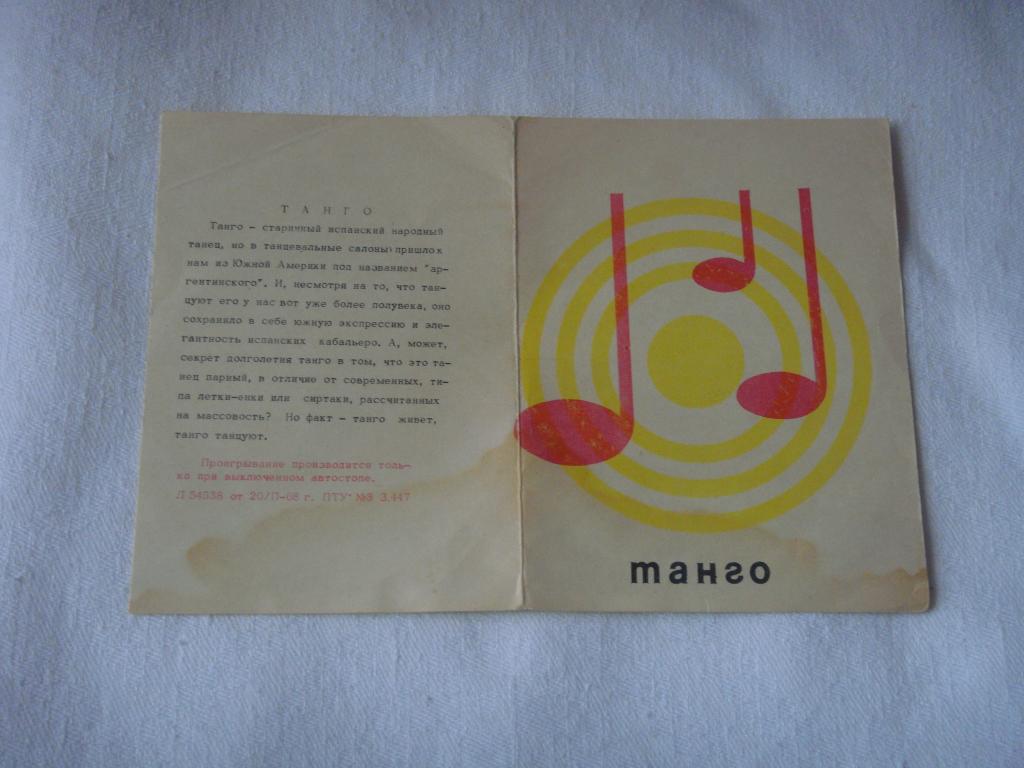 ТАНГО
Танго - старинный испанский народный
танец, но в танцевальные салоны пришло к
нам из Южной Америки под названием "ар-
гентинского". И, несмотря на то, что тан-
цуют его у нас вот уже более полувека, оно
сохранило в себе южную экспрессию и эле-
гантность испанских кабальеро. А, может,
секрет долголетия танго в том, что это та-
нец парный, в отличие от современных, ти-
па летки-енки или сиртаки, рассчитанных
на массовость? Но факт - танго живет,
танго танцуют.
Проигрывание производится толь-
ко при выключенном автостопе.
Л 54938 от 20/П-68 г. ПТУ №3 З.447
танго